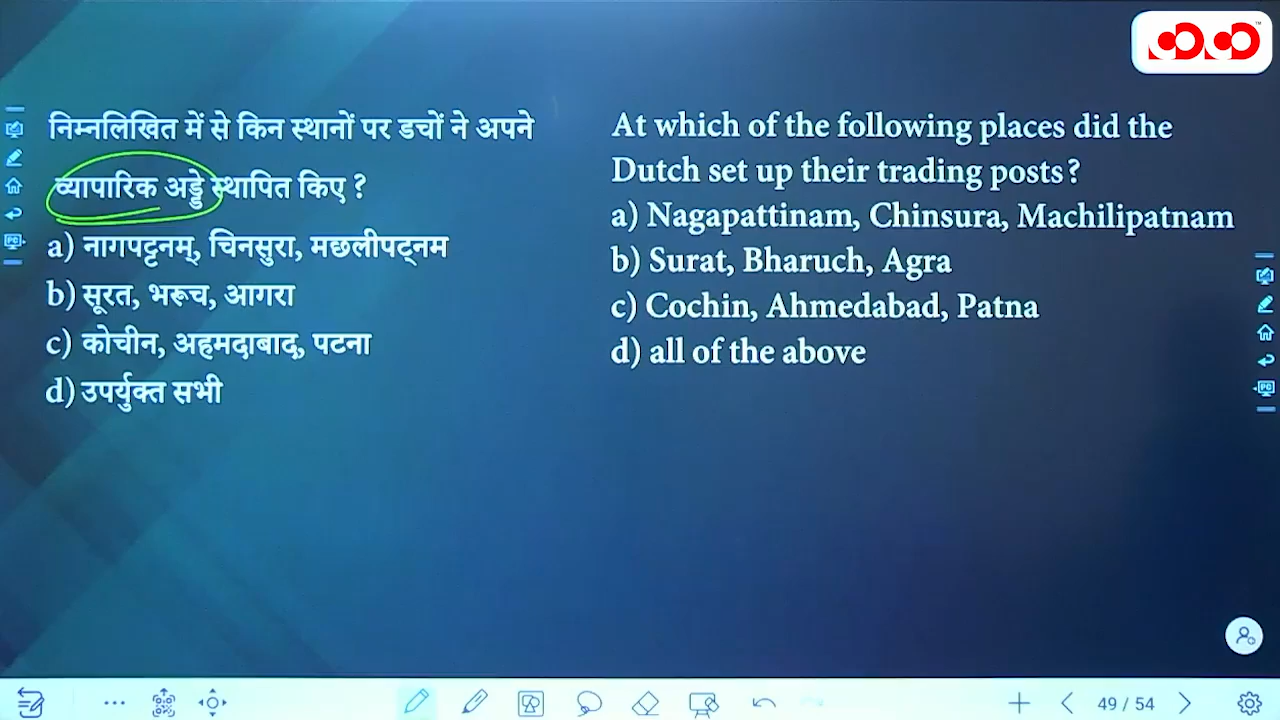 निम्नलिखित में से किन स्थानों पर डचों ने अपने
व्यापारिक अड्डे स्थापित किए ?
a) नागपट्टनम्, चिनसुरा, मछलीपट्नम
b) सूरत, भरूच, आगरा
c) कोचीन, अहमदाबाद, पटना
d) उपर्युक्त सभी
At which of the following places did the
Dutch set up their trading posts?
a) Nagapattinam, Chinsura, Machilipatnam
b) Surat, Bharuch, Agra
c) Cochin, Ahmedabad, Patna
d) all of the above
49 / 54